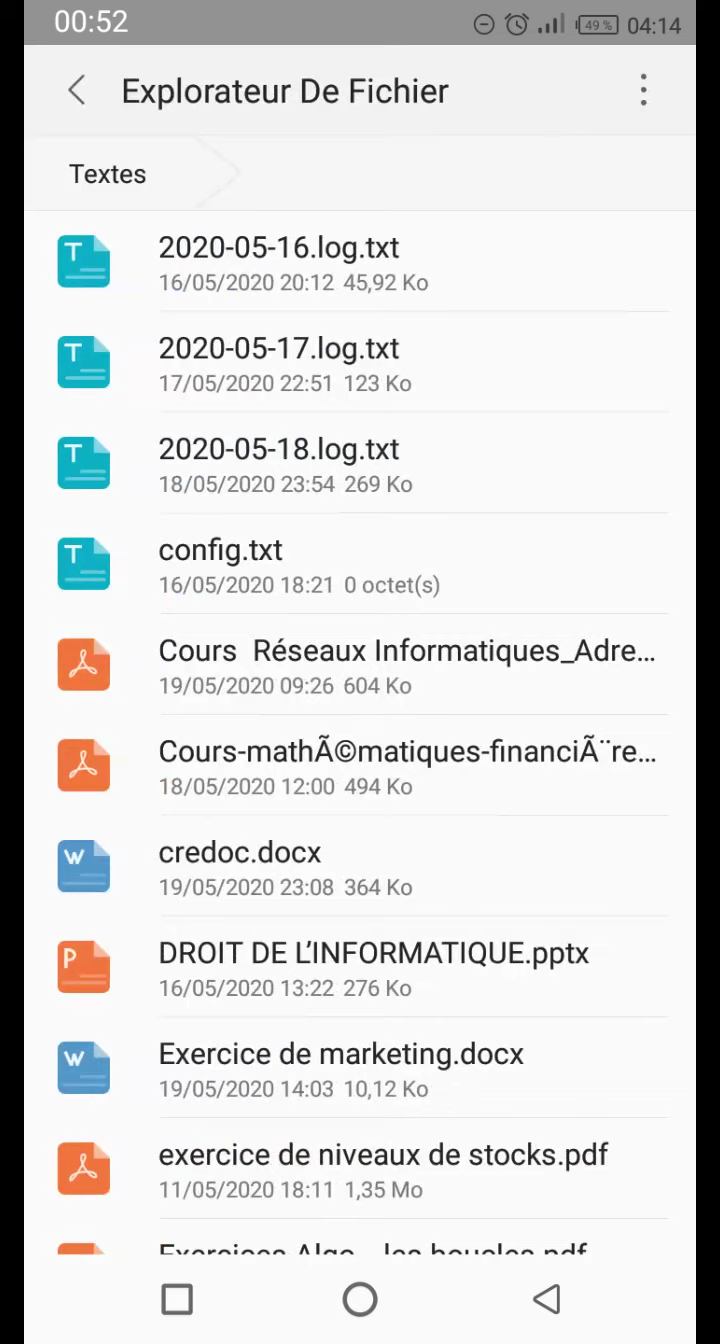 00:52 49 % 04:14
Explorateur De Fichier
Textes
T 2020-05-16.log.txt
16/05/2020 20:12 45,92 Ko
T 2020-05-17.log.txt
17/05/2020 22:51 123 Ko
T 2020-05-18.log.txt
18/05/2020 23:54 269 Ko
T config.txt
16/05/2020 18:21 0 octet(s)
Cours Réseaux Informatiques_Adre...
19/05/2020 09:26 604 Ko
Cours-mathÃ©matiques-financiÃ¨re...
18/05/2020 12:00 494 Ko
W credoc.docx
19/05/2020 23:08 364 Ko
P DROIT DE L’INFORMATIQUE.pptx
16/05/2020 13:22 276 Ko
W Exercice de marketing.docx
19/05/2020 14:03 10,12 Ko
exercice de niveaux de stocks.pdf
11/05/2020 18:11 1,35 Mo
Exercices Algo les boucles.pdf